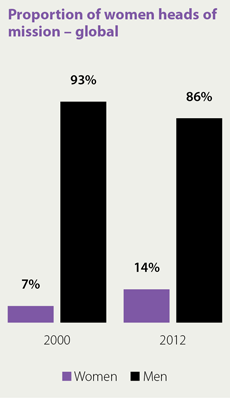 Proportion of women heads of
mission – global
93%
86%
7%
14%
2000
2012
Women
Men